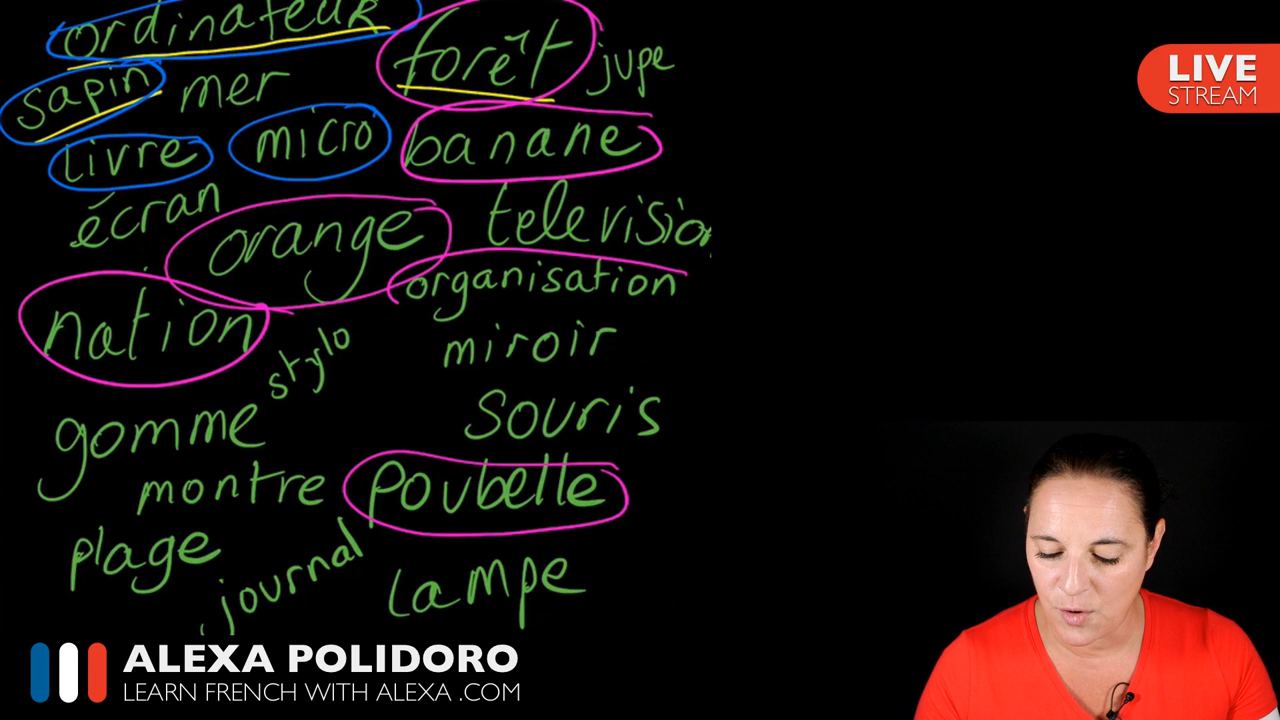 ordinateur
forêt
jupe
LIVE
STREAM
sapin
mer
livre
micro
banane
écran
orange
television
organisation
nation
stylo
miroir
gomme
souris
montre
poubelle
plage
journal
lampe
ALEXA POLIDORO
LEARN FRENCH WITH ALEXA .COM